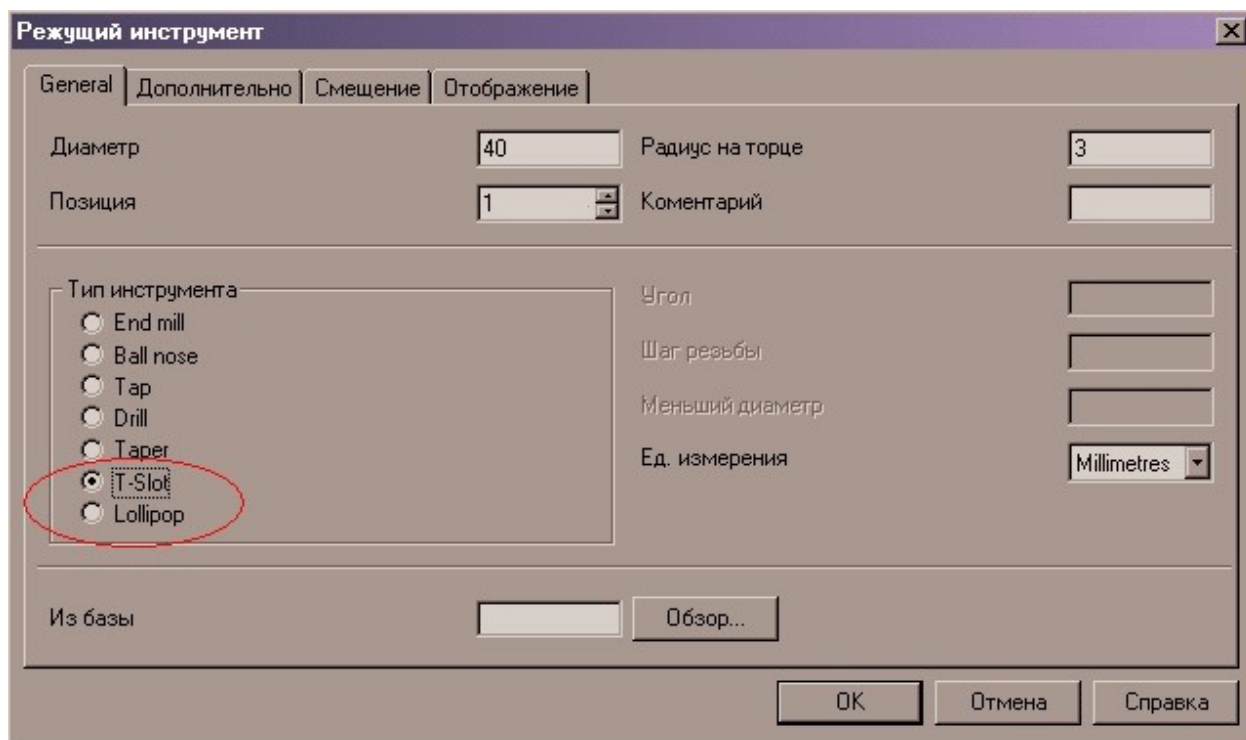 Режущий инструмент
General Дополнительно Смещение Отображение
Диаметр 40 Радиус на торце 3
Позиция 1 Коментарий
Тип инструмента
End mill
Ball nose
Tap
Drill
Taper
T-Slot
Lollipop
Угол
Шаг резьбы
Меньший диаметр
Ед. измерения Millimetres
Из базы Обзор...
OK Отмена Справка